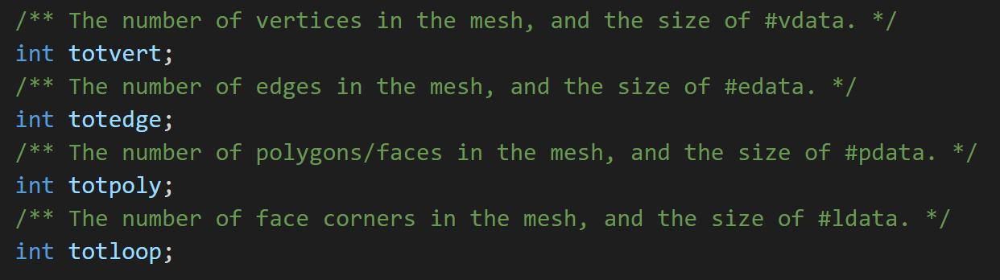 /** The number of vertices in the mesh, and the size of #vdata. */
int totvert;
/** The number of edges in the mesh, and the size of #edata. */
int totedge;
/** The number of polygons/faces in the mesh, and the size of #pdata. */
int totpoly;
/** The number of face corners in the mesh, and the size of #ldata. */
int totloop;